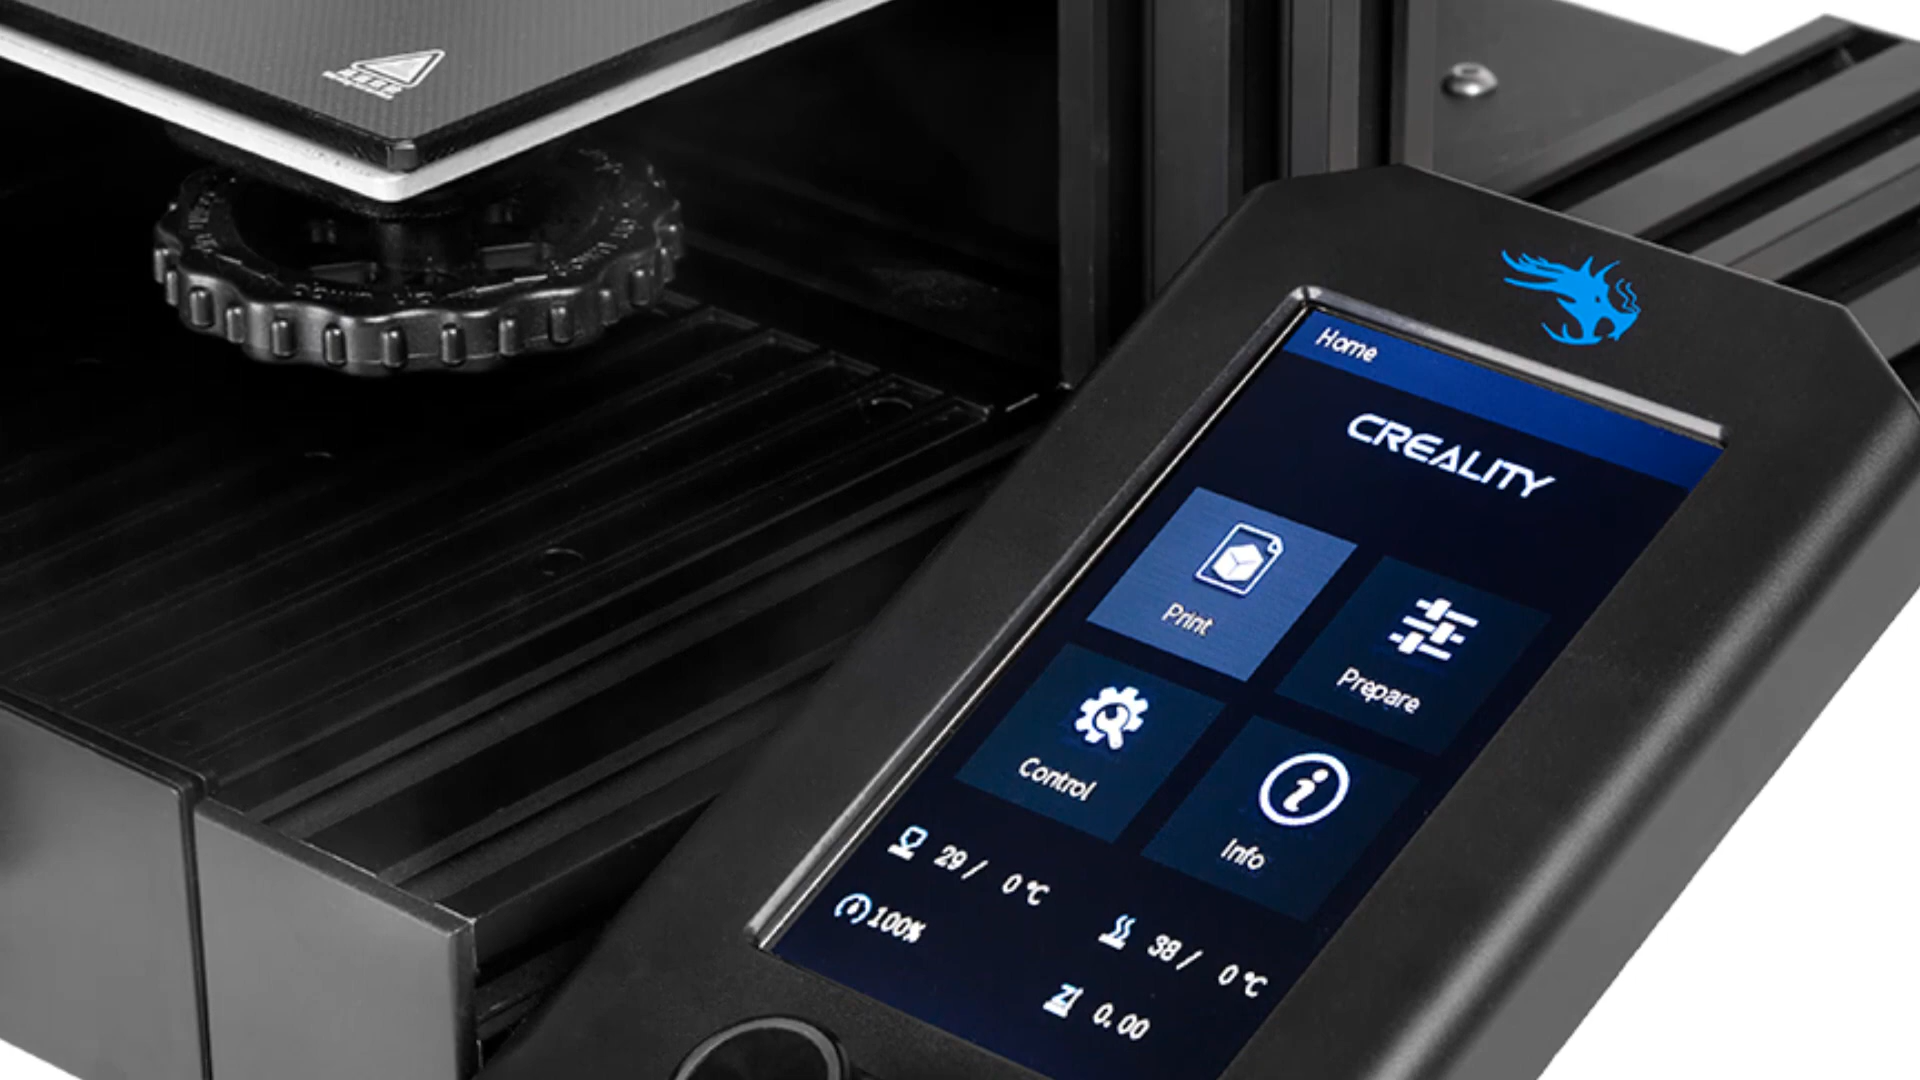 Home
CREALITY
Print
Prepare
Control
Info
29 / 0℃
38 / 0℃
100%
0.00